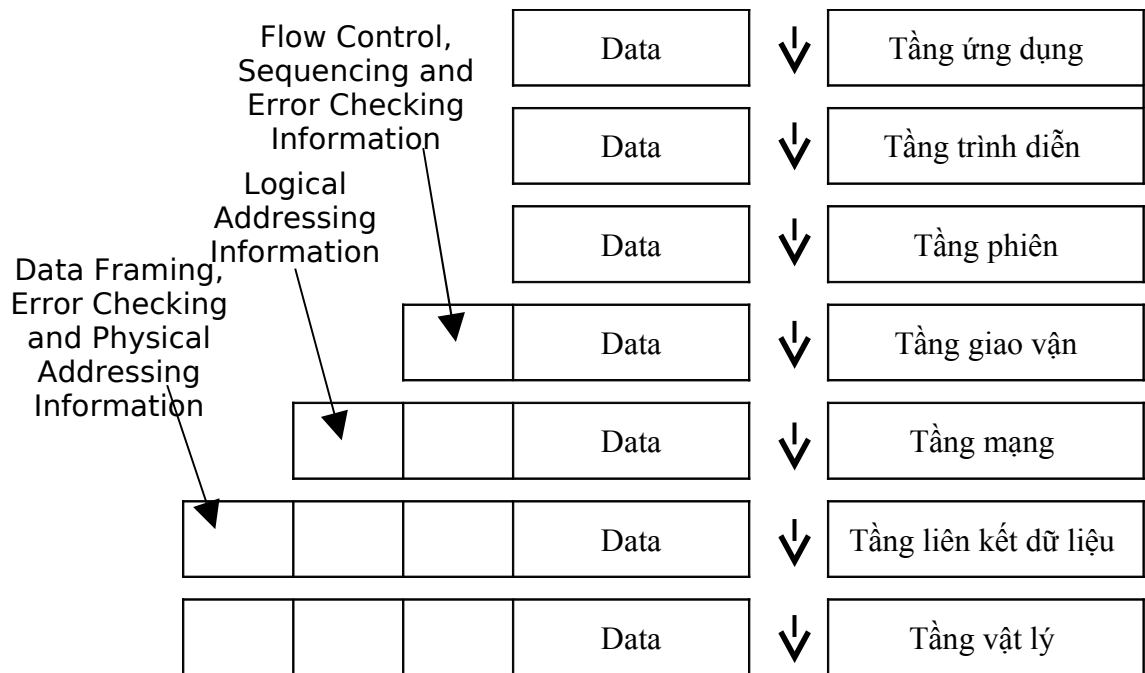 Flow Control,
Sequencing and
Error Checking
Information
Logical
Addressing
Information
Data Framing,
Error Checking
and Physical
Addressing
Information
Data
Tầng ứng dụng
Data
Tầng trình diễn
Data
Tầng phiên
Data
Tầng giao vận
Data
Tầng mạng
Data
Tầng liên kết dữ liệu
Data
Tầng vật lý